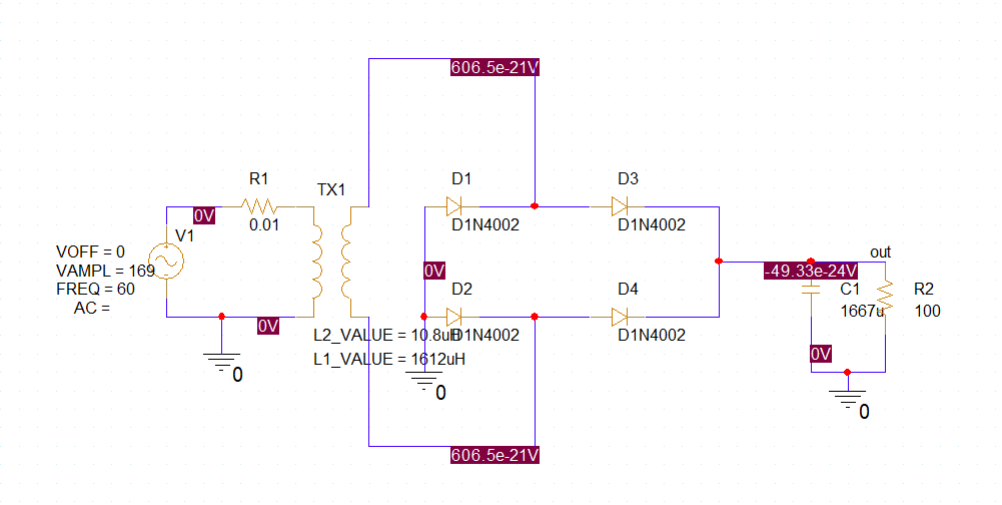 606.5e-21V
R1
TX1
D1
D3
0V
0.01
D1N4002
D1N4002
V1
VOFF = 0
VAMPL = 169
FREQ = 60
AC =
0V
out
-49.33e-24V
D2
D4
C1
R2
1667u
100
0V
L2_VALUE = 10.8uH
D1N4002
D1N4002
L1_VALUE = 1612uH
0V
0
0
0
606.5e-21V